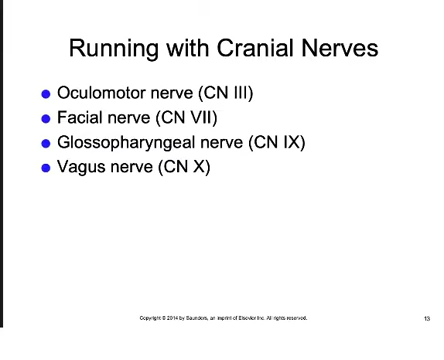 Running with Cranial Nerves
● Oculomotor nerve (CN III)
● Facial nerve (CN VII)
● Glossopharyngeal nerve (CN IX)
● Vagus nerve (CN X)
Copyright © 2014 by Saunders, an imprint of Elsevier Inc. All rights reserved.
13